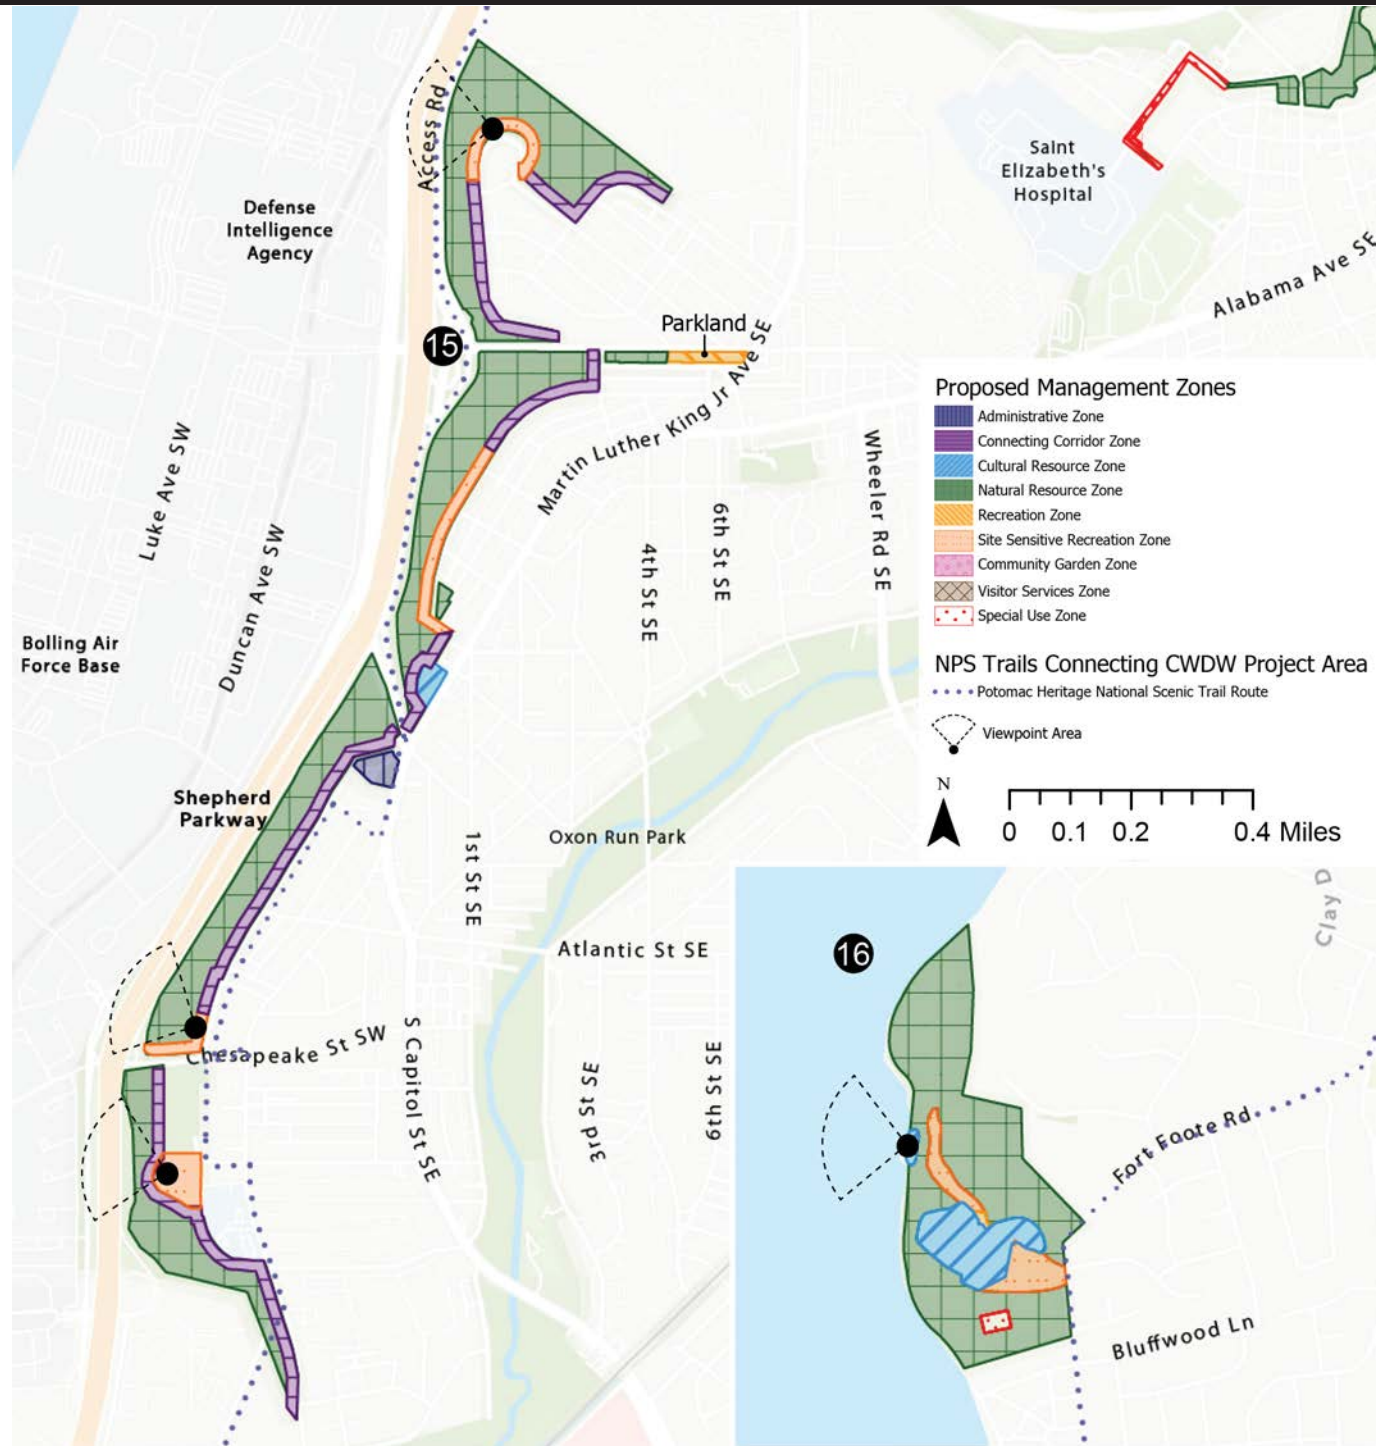 Access Rd
Saint
Elizabeth's
Hospital
Defense
Intelligence
Agency
Alabama Ave SE
15
Parkland
Martin Luther King Jr Ave SE
Luke Ave SW
Duncan Ave SW
Wheeler Rd SE
6th St SE
4th St SE
Bolling Air
Force Base
Shepherd
Parkway
Oxon Run Park
1st St SE
Atlantic St SE
Chesapeake St SW
S Capitol St SE
3rd St SE
6th St SE
Proposed Management Zones
Administrative Zone
Connecting Corridor Zone
Cultural Resource Zone
Natural Resource Zone
Recreation Zone
Site Sensitive Recreation Zone
Community Garden Zone
Visitor Services Zone
Special Use Zone
NPS Trails Connecting CWDW Project Area
Potomac Heritage National Scenic Trail Route
Viewpoint Area
N
0 0.1 0.2 0.4 Miles
Clay D
16
Fort Foote Rd
Bluffwood Ln